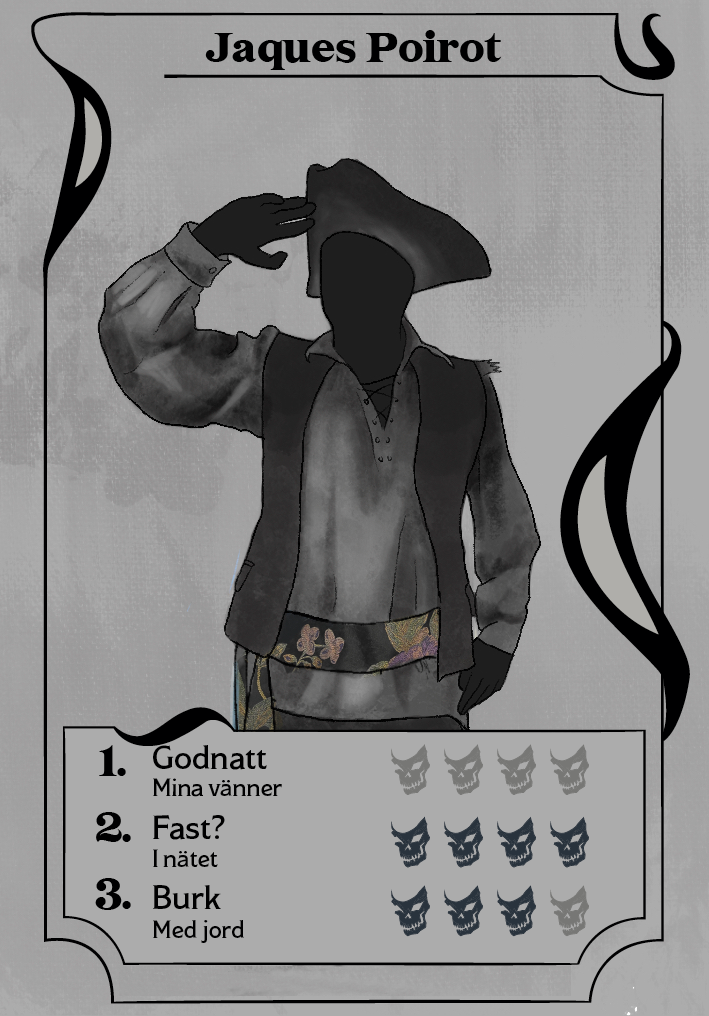 Jaques Poirot
1. Godnatt
Mina vänner
2. Fast?
I nätet
3. Burk
Med jord